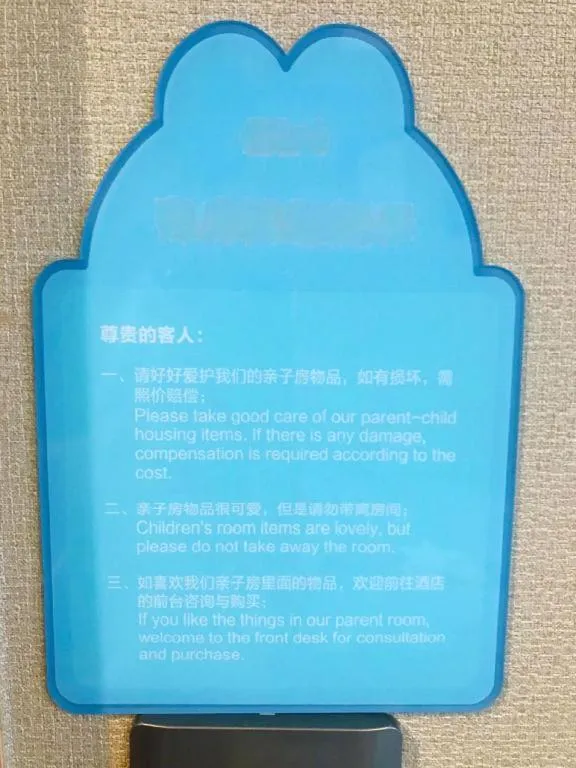 尊贵的客人：
一、请好好爱护我们的亲子房物品，如有损坏，需
照价赔偿；
Please take good care of our parent-child
housing items. If there is any damage,
compensation is required according to the
cost.
二、亲子房物品很可爱，但是请勿带离房间；
Children's room items are lovely, but
please do not take away the room.
三、如喜欢我们亲子房里面的物品，欢迎前往酒店
的前台咨询与购买；
If you like the things in our parent room,
welcome to the front desk for consultation
and purchase.